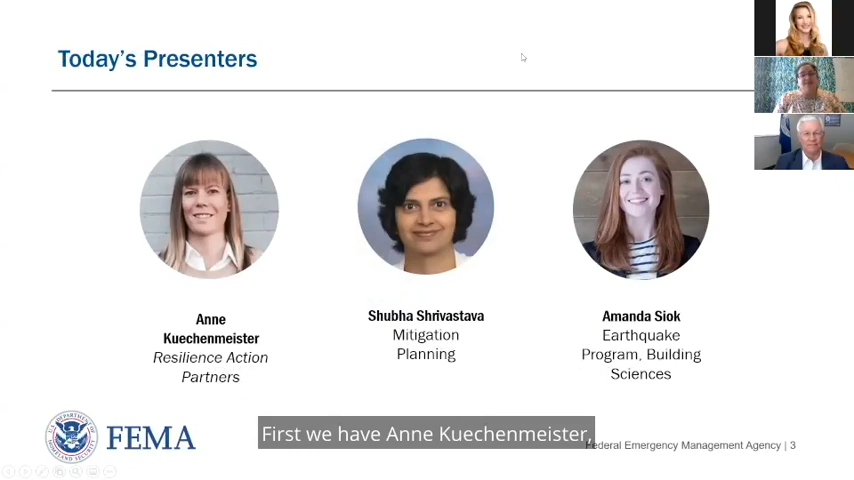 Today's Presenters
Anne
Kuechenmeister
Resilience Action
Partners
Shubha Shrivastava
Mitigation
Planning
Amanda Siok
Earthquake
Program, Building
Sciences
FEMA
First we have Anne Kuechenmeister,
Federal Emergency Management Agency | 3